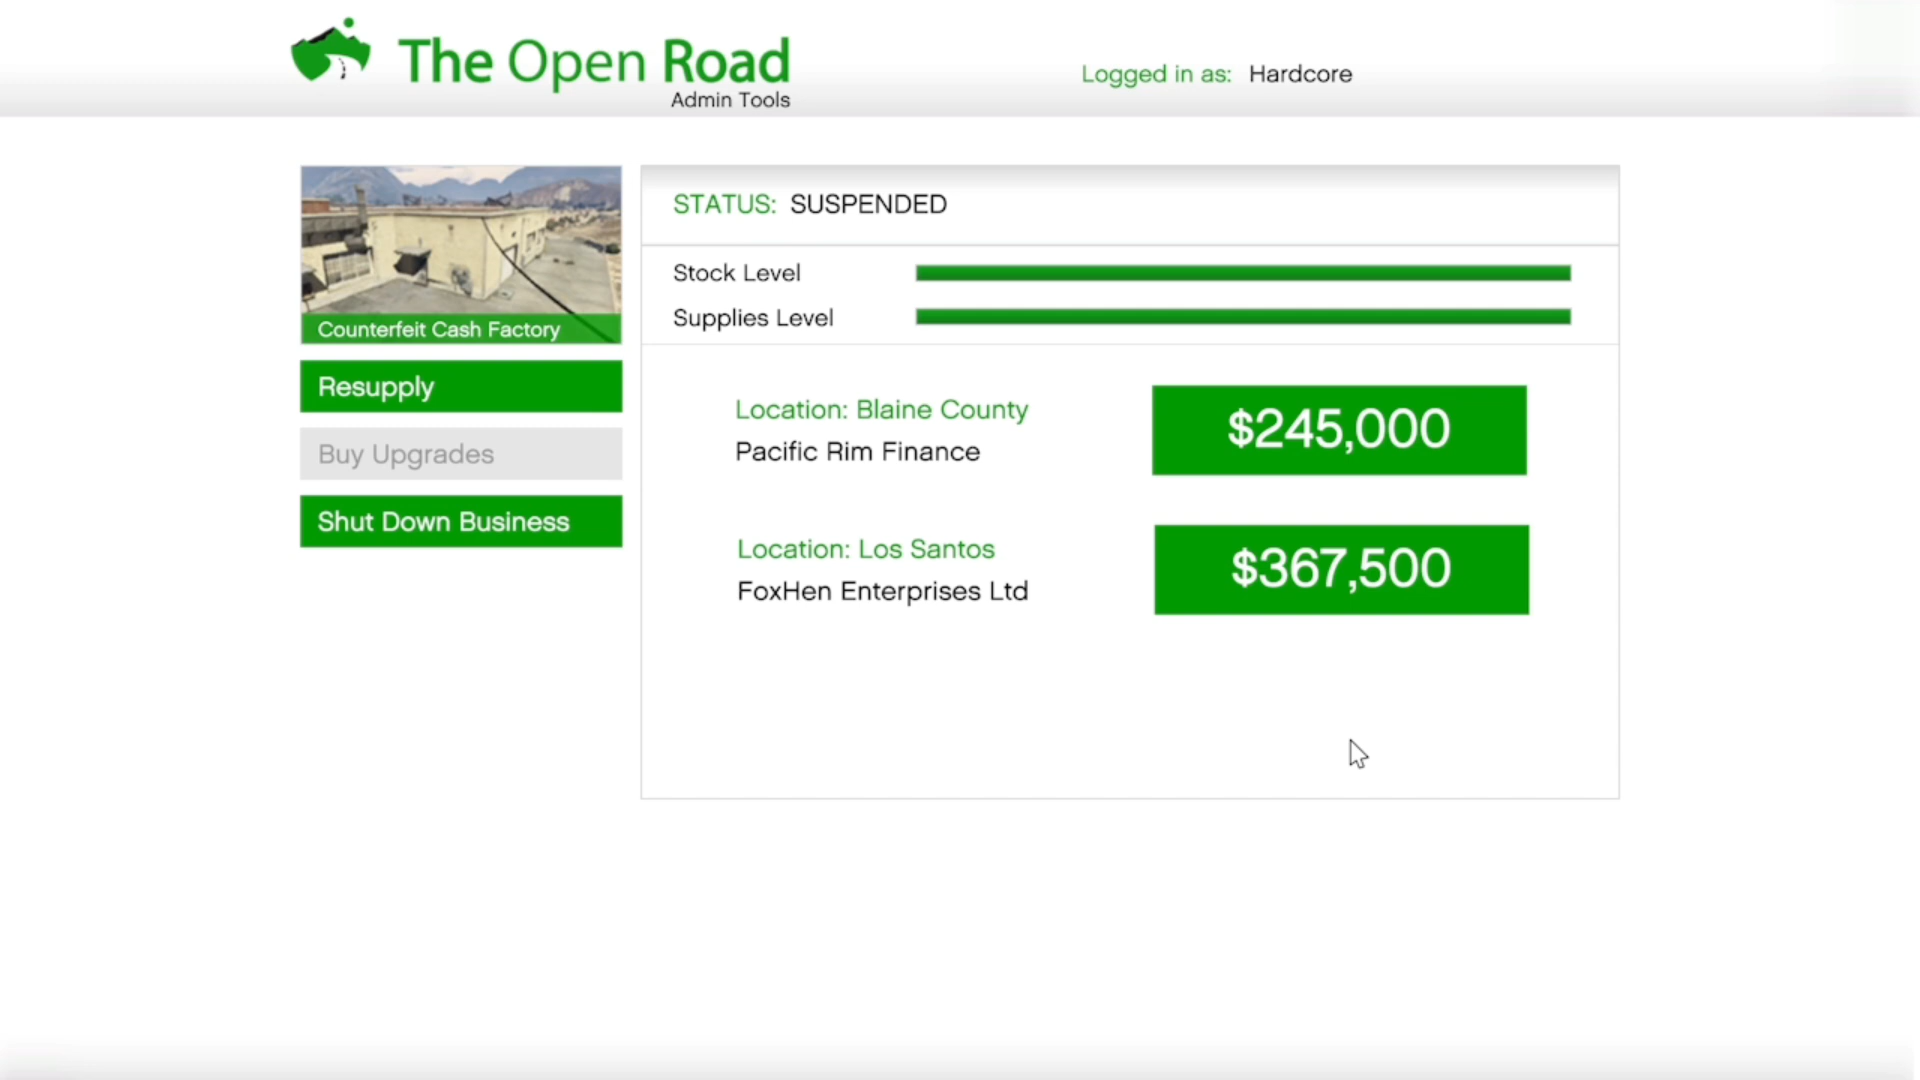 The Open Road
Admin Tools
Logged in as: Hardcore
Counterfeit Cash Factory
Resupply
Buy Upgrades
Shut Down Business
STATUS: SUSPENDED
Stock Level
Supplies Level
Location: Blaine County
Pacific Rim Finance
$245,000
Location: Los Santos
FoxHen Enterprises Ltd
$367,500